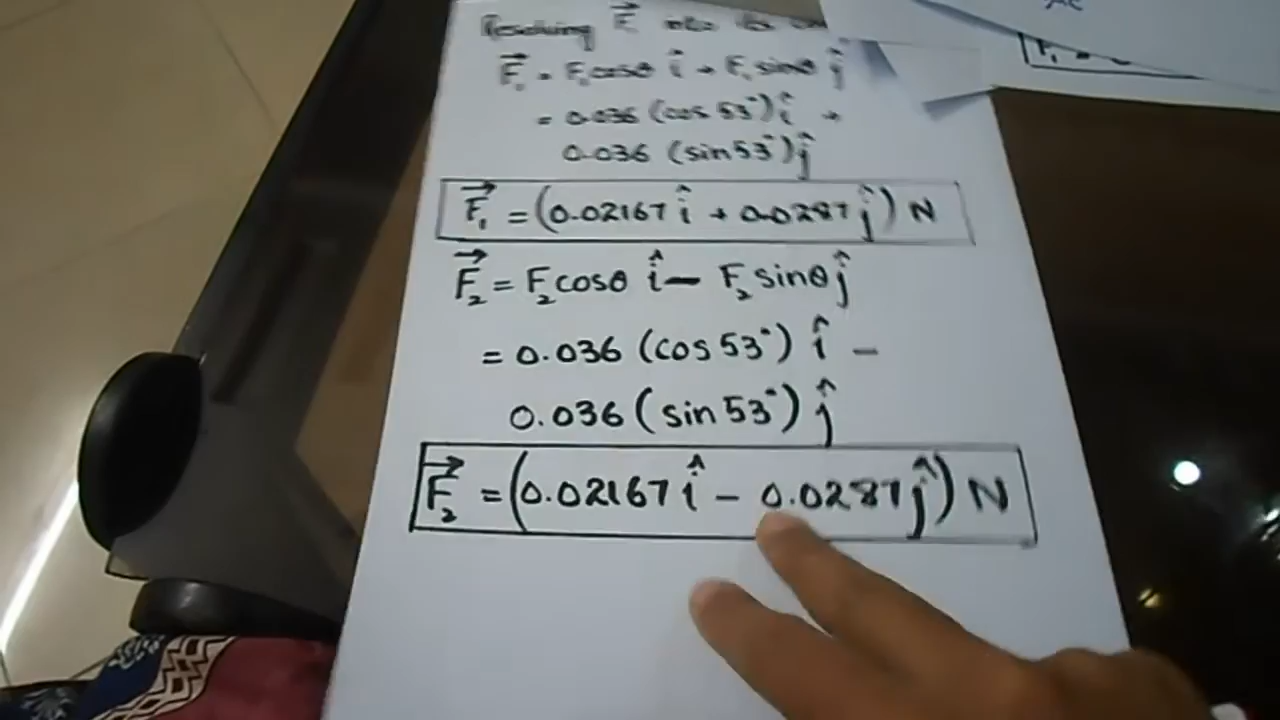 Resolving F⃗
F⃗₁ = F₁cosθ î + F₁sinθ ĵ
= 0.036 (cos 53°) î +
0.036 (sin 53°) ĵ
F⃗₁ = (0.02167 î + 0.0287 ĵ) N
F⃗₂ = F₂cosθ î − F₂sinθ ĵ
= 0.036 (cos 53°) î −
0.036 (sin 53°) ĵ
F⃗₂ = (0.02167 î − 0.0287 ĵ) N